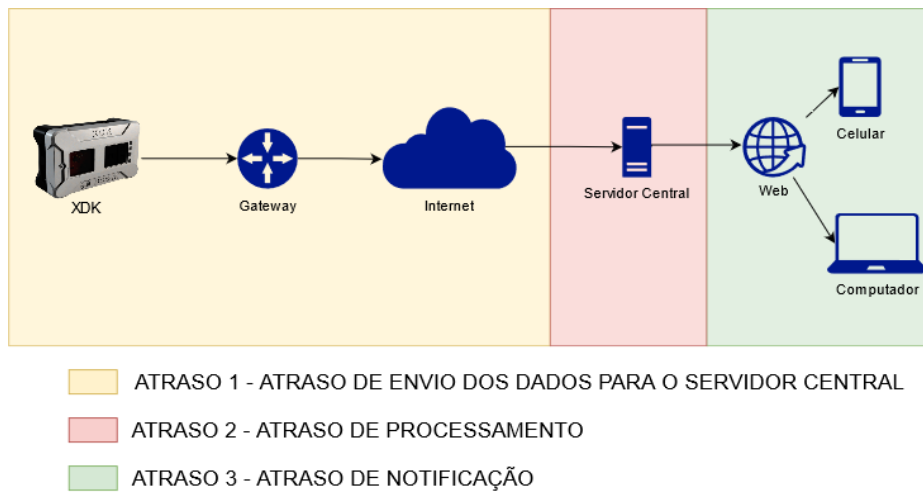 Celular
XDK
Gateway
Internet
Servidor Central
Web
Computador
ATRASO 1 - ATRASO DE ENVIO DOS DADOS PARA O SERVIDOR CENTRAL
ATRASO 2 - ATRASO DE PROCESSAMENTO
ATRASO 3 - ATRASO DE NOTIFICAÇÃO